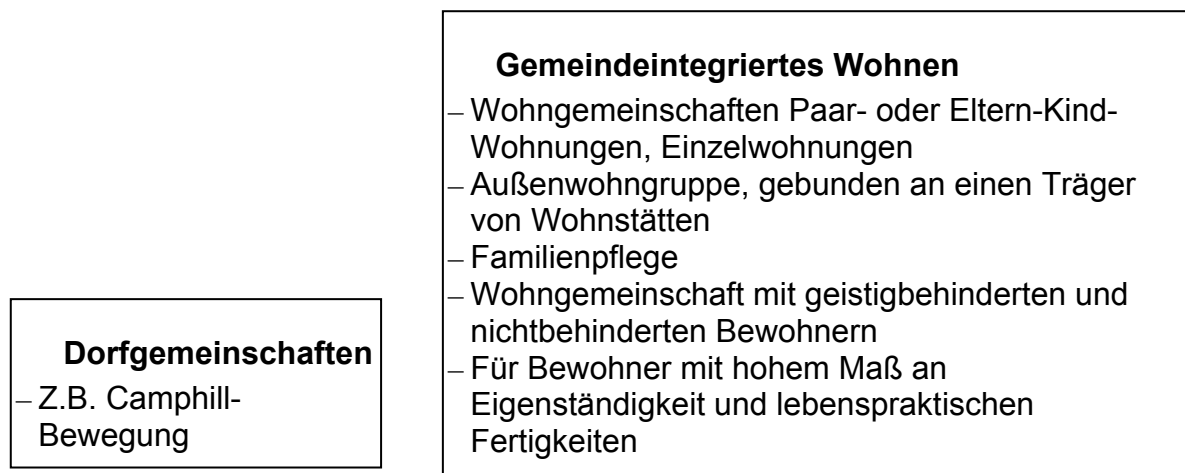 Gemeindeintegriertes Wohnen
– Wohngemeinschaften Paar- oder Eltern-Kind-
Wohnungen, Einzelwohnungen
– Außenwohngruppe, gebunden an einen Träger
von Wohnstätten
– Familienpflege
– Wohngemeinschaft mit geistigbehinderten und
nichtbehinderten Bewohnern
– Für Bewohner mit hohem Maß an
Eigenständigkeit und lebenspraktischen
Fertigkeiten
Dorfgemeinschaften
– Z.B. Camphill-
Bewegung